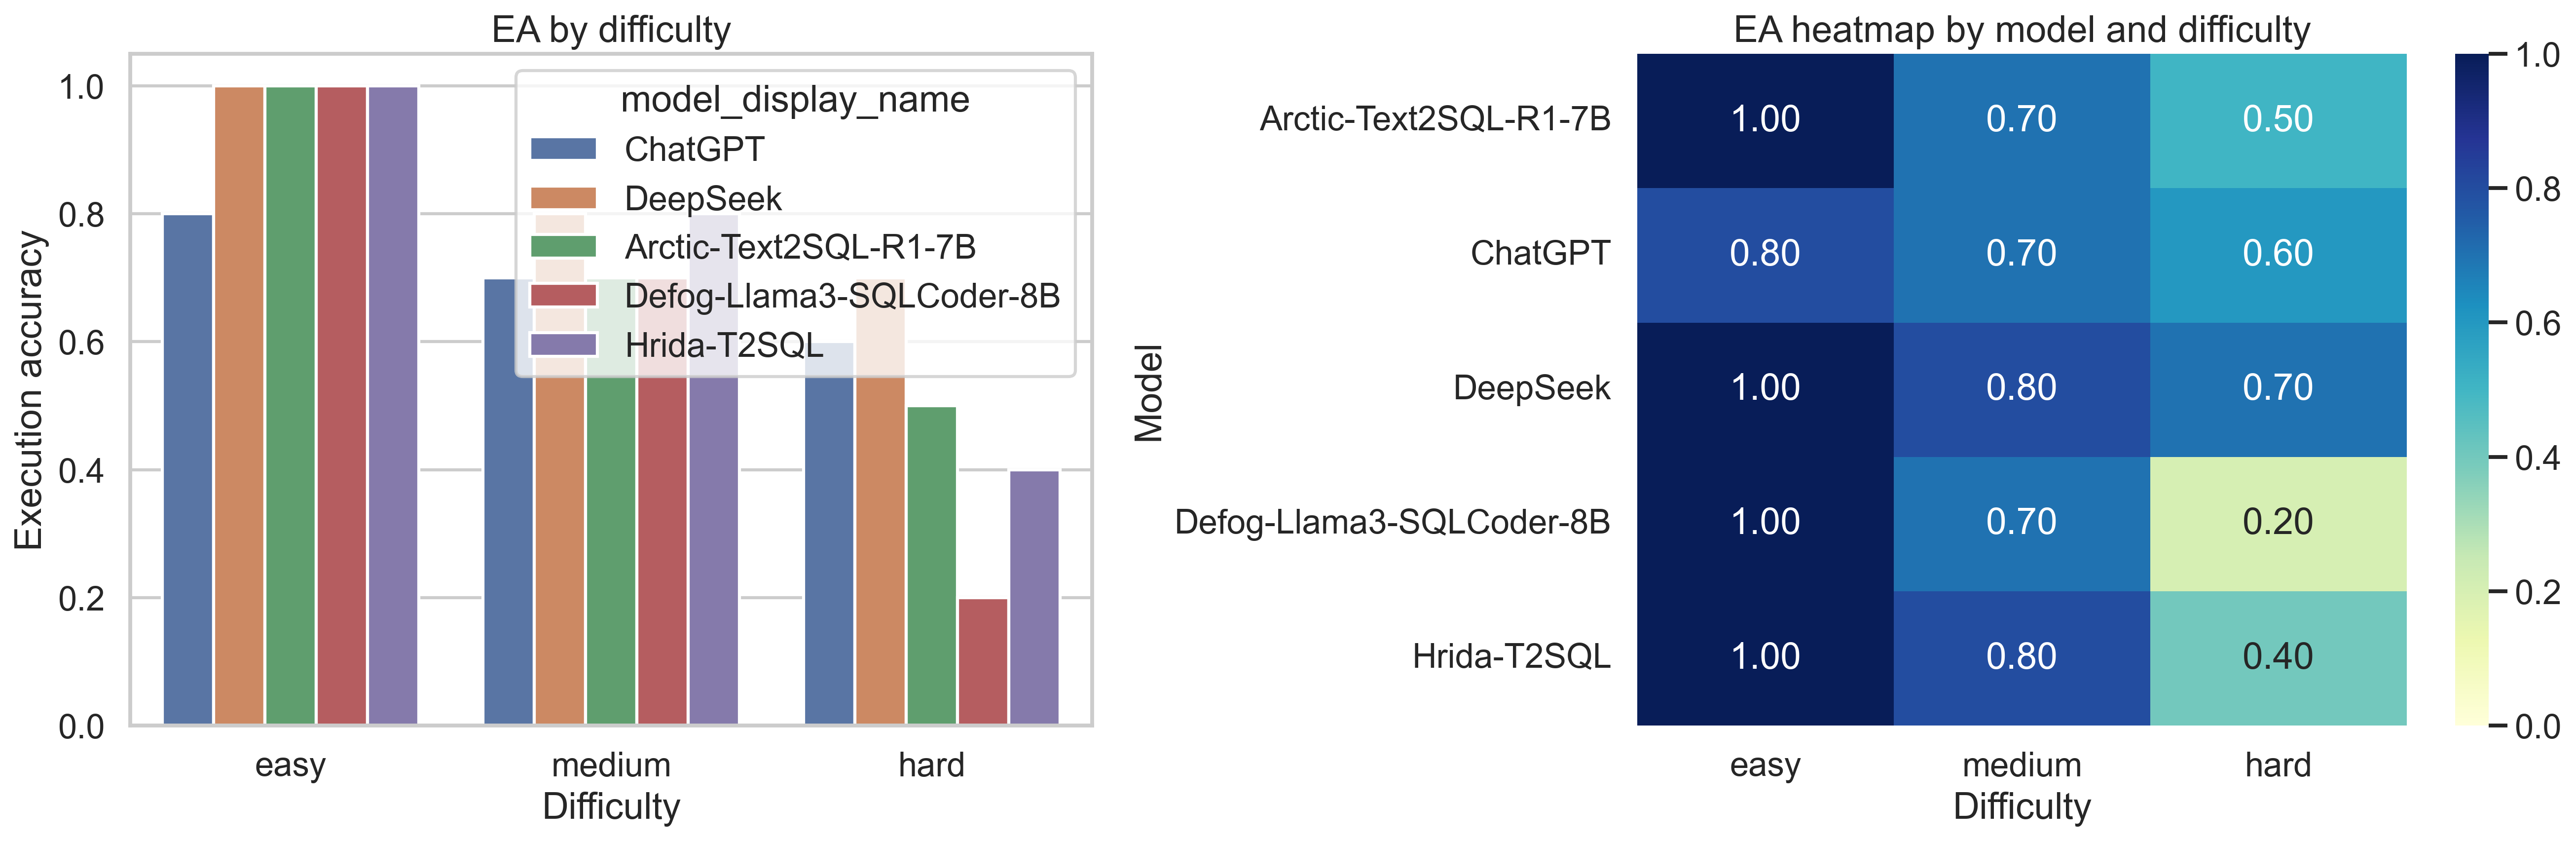 EA by difficulty
1.0
0.8
0.6
0.4
0.2
0.0
Execution accuracy
model_display_name
ChatGPT
DeepSeek
Arctic-Text2SQL-R1-7B
Defog-Llama3-SQLCoder-8B
Hrida-T2SQL
easy medium hard
Difficulty
EA heatmap by model and difficulty
Model
Arctic-Text2SQL-R1-7B 1.00 0.70 0.50
ChatGPT 0.80 0.70 0.60
DeepSeek 1.00 0.80 0.70
Defog-Llama3-SQLCoder-8B 1.00 0.70 0.20
Hrida-T2SQL 1.00 0.80 0.40
easy medium hard
Difficulty
1.0
0.8
0.6
0.4
0.2
0.0